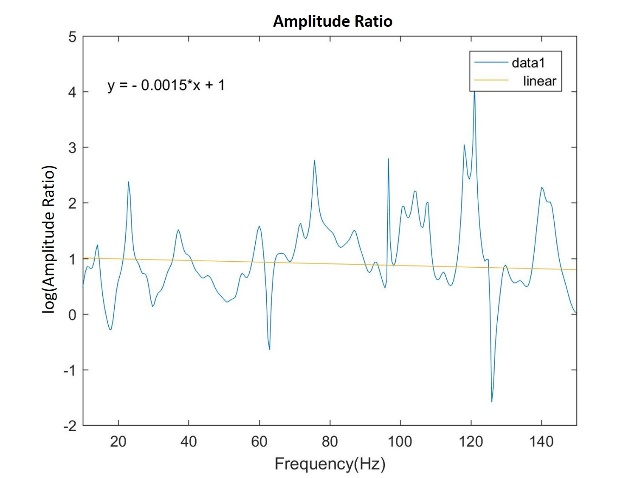 Amplitude Ratio
5
4
3
2
1
0
-1
-2
log(Amplitude Ratio)
y = - 0.0015*x + 1
data1
linear
20 40 60 80 100 120 140
Frequency(Hz)